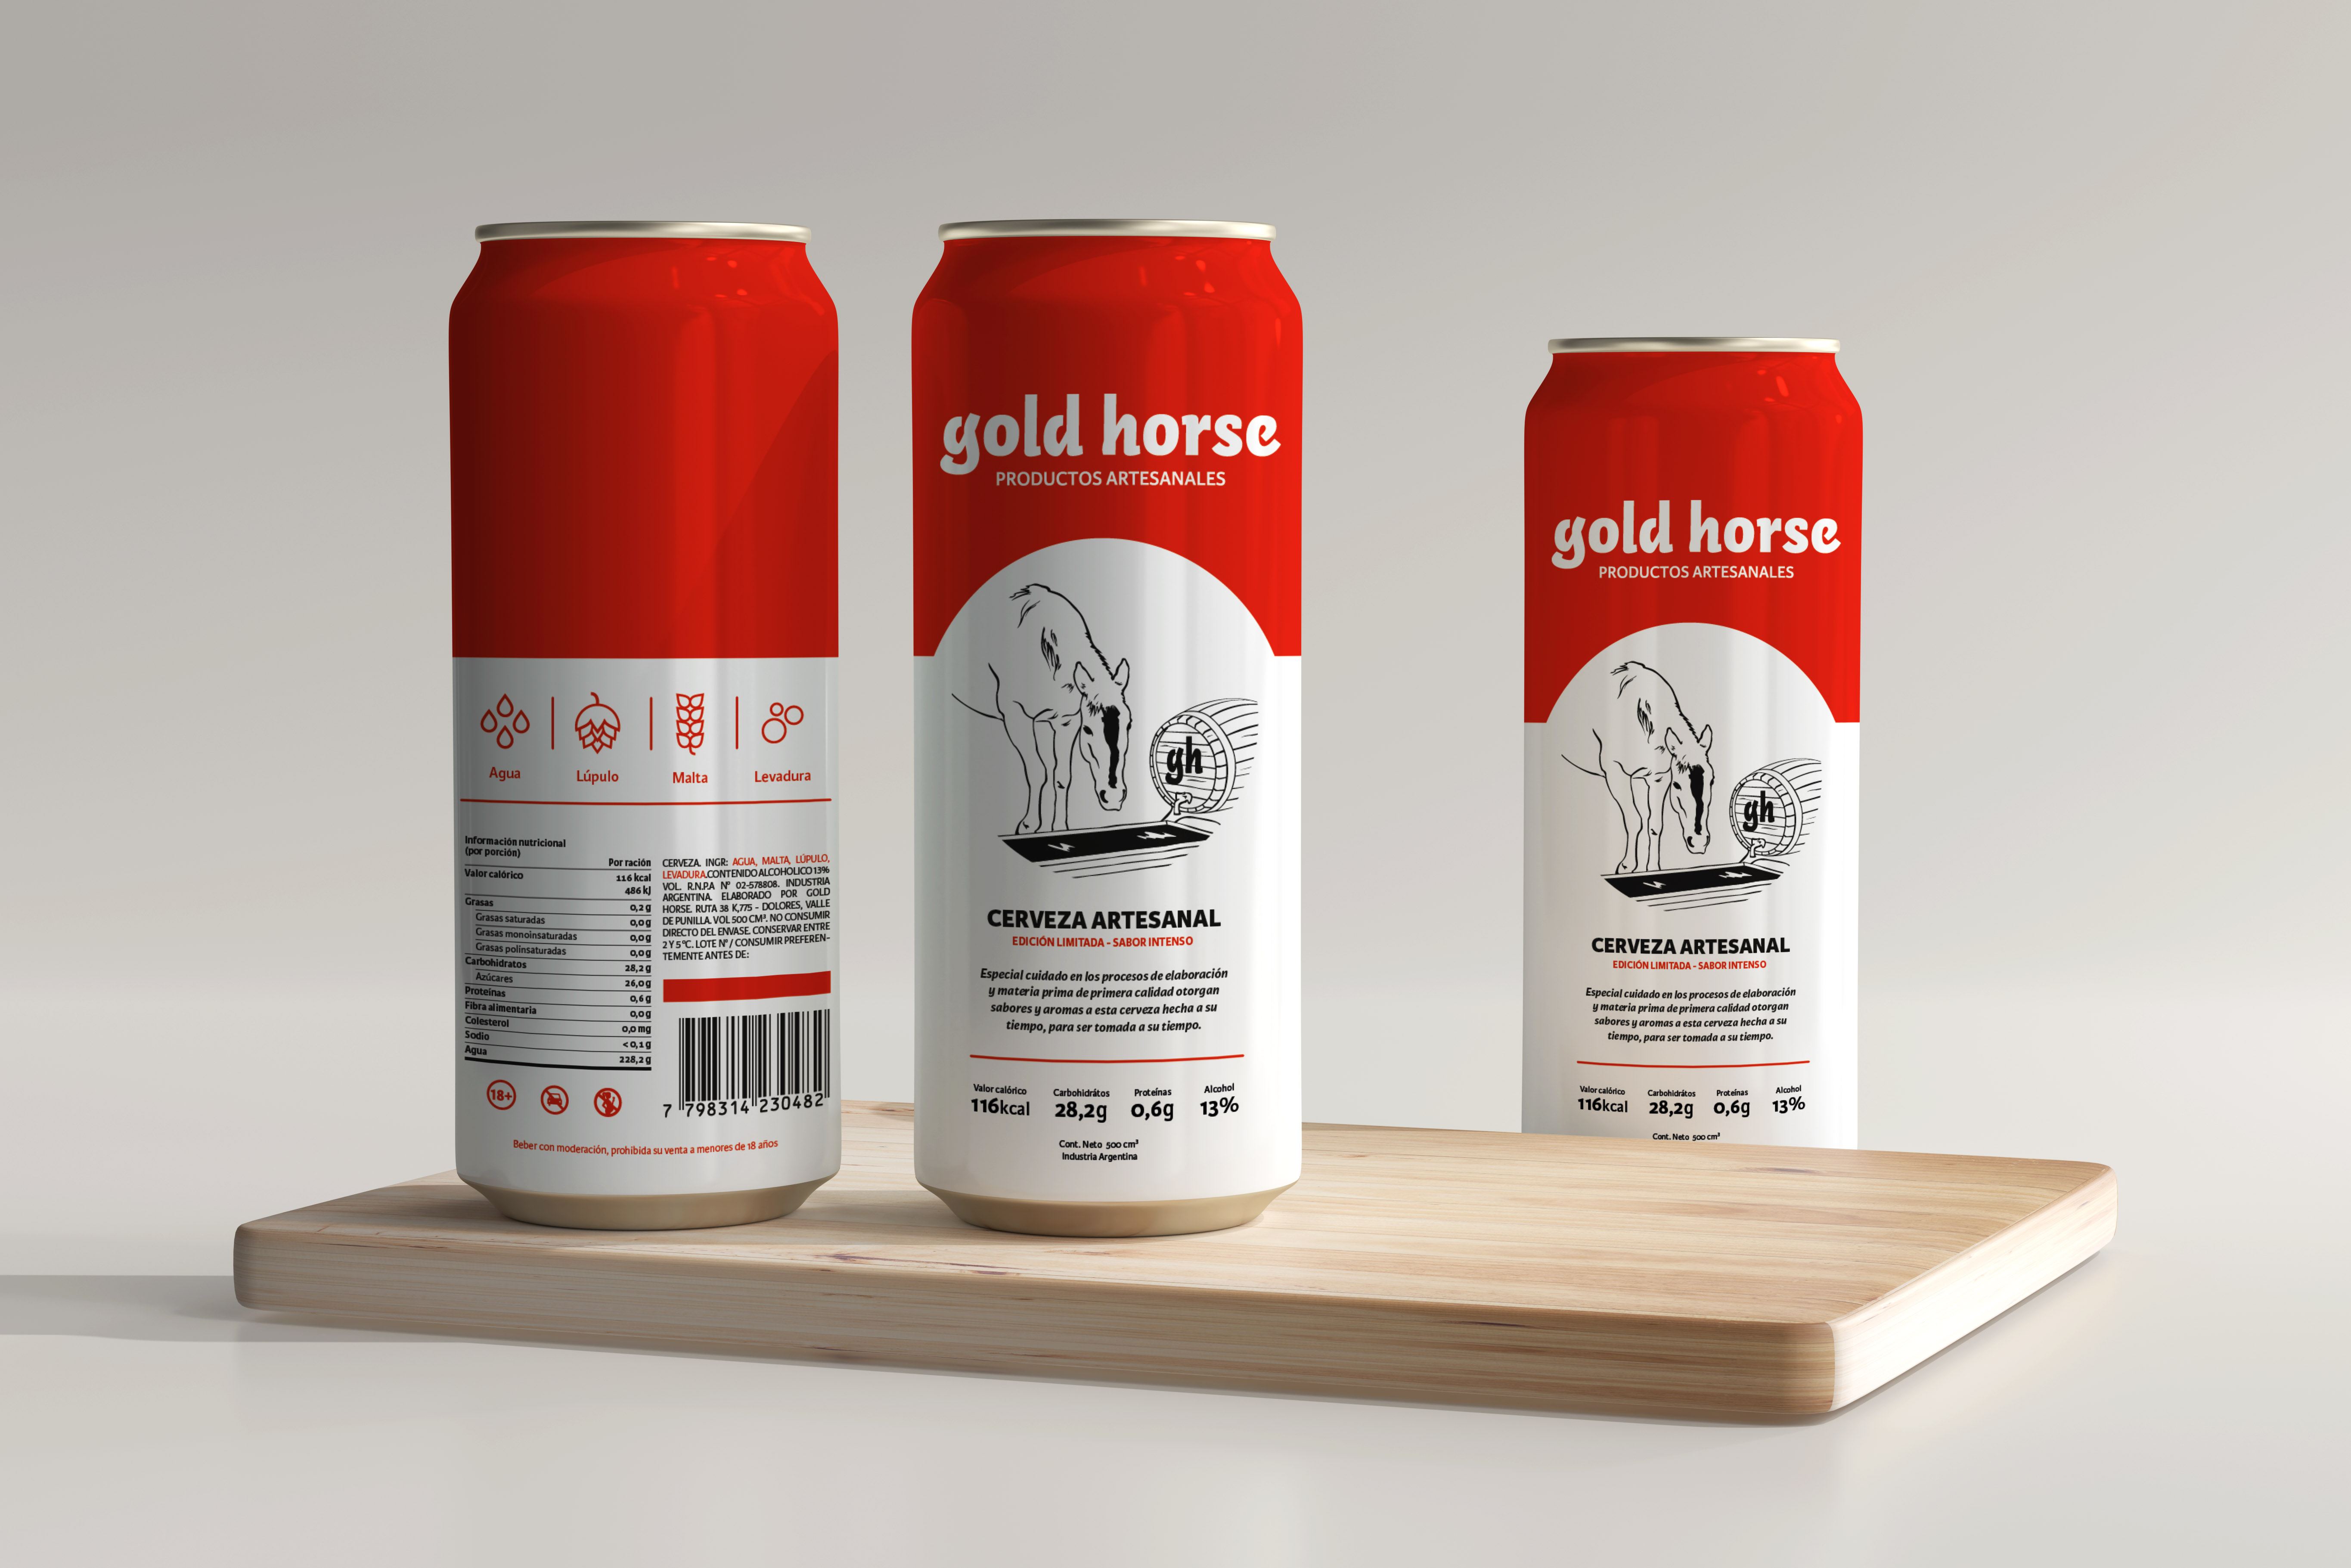 Agua
Lúpulo
Malta
Levadura
Información nutricional
(por porción)
Por ración
Valor calórico 116 kcal
486 kJ
Grasas 0,2 g
Grasas saturadas 0,0 g
Grasas monoinsaturadas 0,0 g
Grasas polinsaturadas 0,0 g
Carbohidratos 28,2 g
Azúcares 26,0 g
Proteínas 0,6 g
Fibra alimentaria 0,0 g
Colesterol 0,0 mg
Sodio < 0,1 g
Agua 228,2 g
18+
CERVEZA. INGR: AGUA, MALTA, LÚPULO,
LEVADURA.CONTENIDO ALCOHOLICO 13%
VOL. R.N.P.A Nº 02-578808. INDUSTRIA
ARGENTINA. ELABORADO POR GOLD
HORSE. RUTA 38 K,775 - DOLORES, VALLE
DE PUNILLA. VOL 500 CM³. NO CONSUMIR
DIRECTO DEL ENVASE. CONSERVAR ENTRE
2 Y 5 °C. LOTE Nº / CONSUMIR PREFEREN-
TEMENTE ANTES DE:
7 798314 230482
Beber con moderación, prohibida su venta a menores de 18 años
gold horse
PRODUCTOS ARTESANALES
gh
CERVEZA ARTESANAL
EDICIÓN LIMITADA - SABOR INTENSO
Especial cuidado en los procesos de elaboración
y materia prima de primera calidad otorgan
sabores y aromas a esta cerveza hecha a su
tiempo, para ser tomada a su tiempo.
Valor calórico
116kcal
Carbohidrátos
28,2g
Proteínas
0,6g
Alcohol
13%
Cont. Neto 500 cm³
Industria Argentina
gold horse
PRODUCTOS ARTESANALES
gh
CERVEZA ARTESANAL
EDICIÓN LIMITADA - SABOR INTENSO
Especial cuidado en los procesos de elaboración
y materia prima de primera calidad otorgan
sabores y aromas a esta cerveza hecha a su
tiempo, para ser tomada a su tiempo.
Valor calórico
116kcal
Carbohidrátos
28,2g
Proteínas
0,6g
Alcohol
13%
Cont. Neto 500 cm³